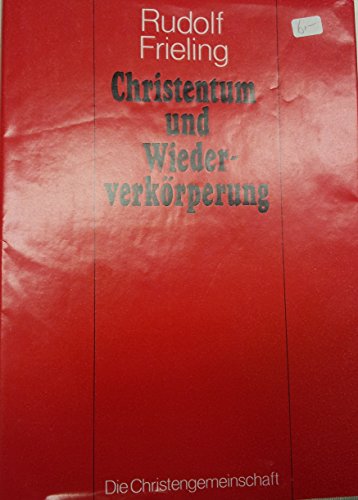 Rudolf
Frieling
6,-
Christentum
und
Wieder-
verkörperung
Die Christengemeinschaft